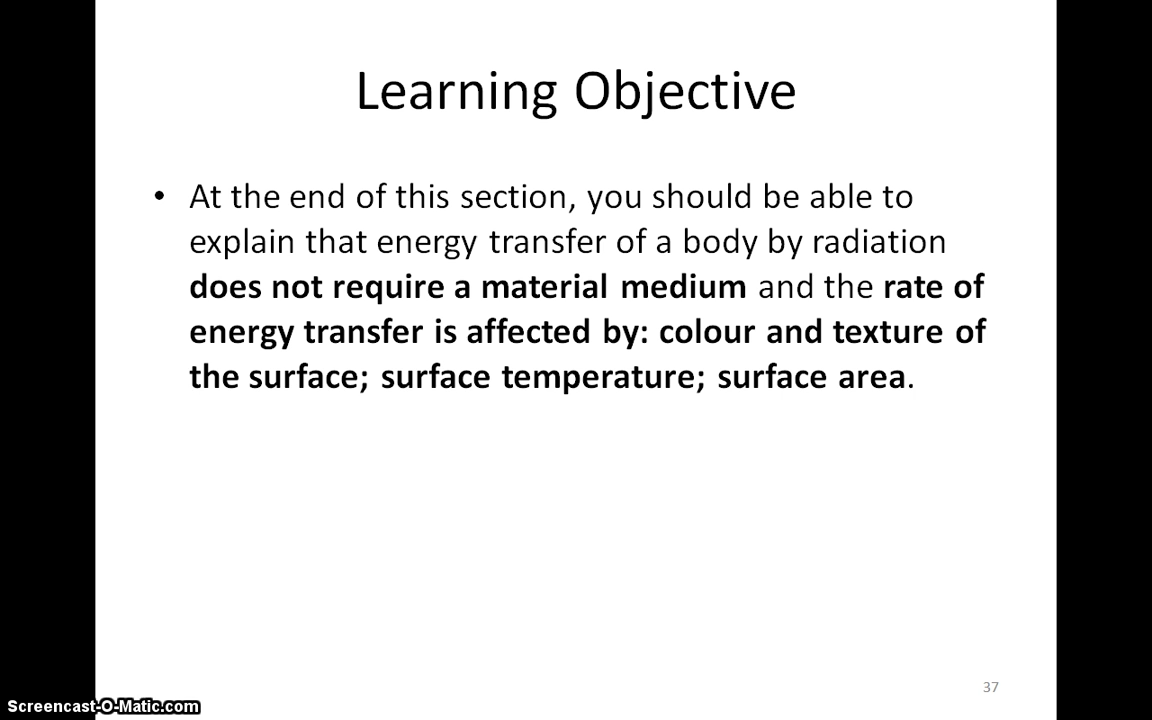 Learning Objective
• At the end of this section, you should be able to
explain that energy transfer of a body by radiation
does not require a material medium and the rate of
energy transfer is affected by: colour and texture of
the surface; surface temperature; surface area.
37
Screencast-O-Matic.com